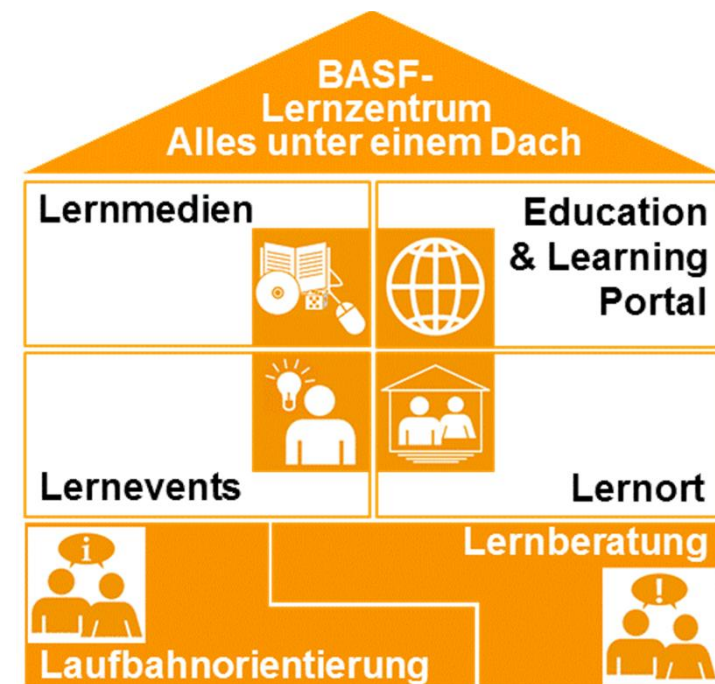 BASF-
Lernzentrum
Alles unter einem Dach
Lernmedien
Education
& Learning
Portal
Lernevents
Lernort
Lernberatung
i
!
Laufbahnorientierung